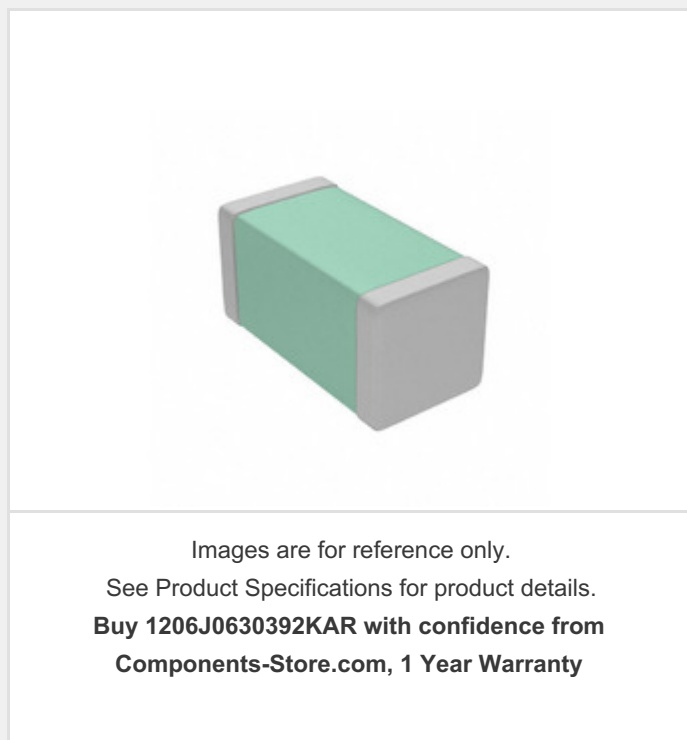 Images are for reference only.
See Product Specifications for product details.
Buy 1206J0630392KAR with confidence from
Components-Store.com, 1 Year Warranty